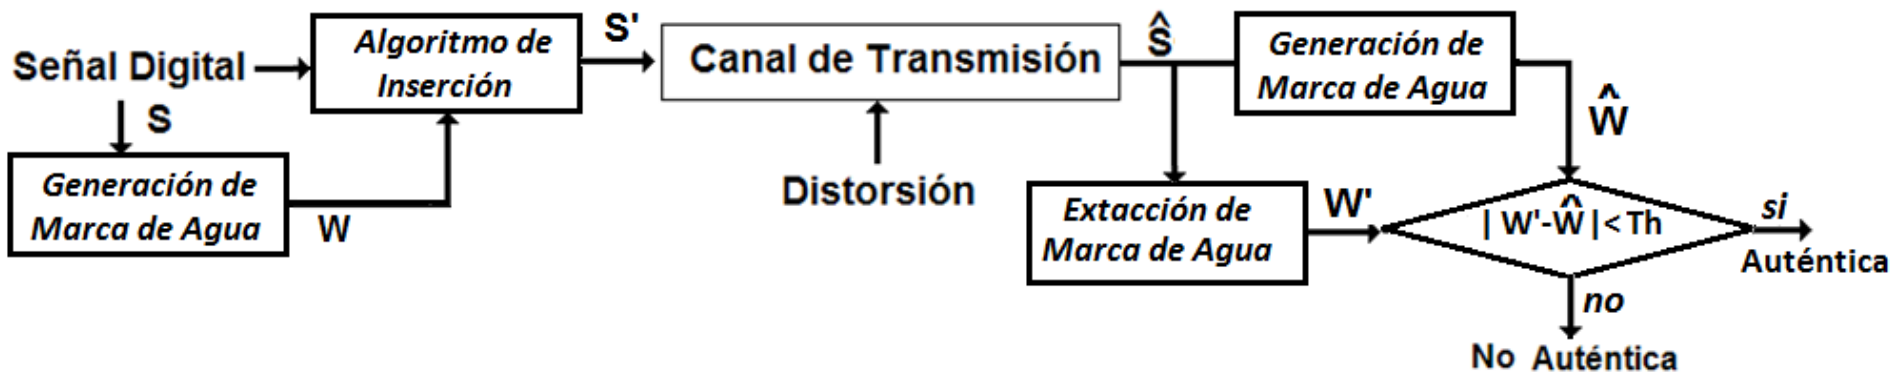 Señal Digital
S
Generación de
Marca de Agua
W
Algoritmo de
Inserción
S'
Canal de Transmisión
Distorsión
Ŝ
Generación de
Marca de Agua
Ŵ
Extacción de
Marca de Agua
W'
| W'-Ŵ |< Th
si
Auténtica
no
No Auténtica